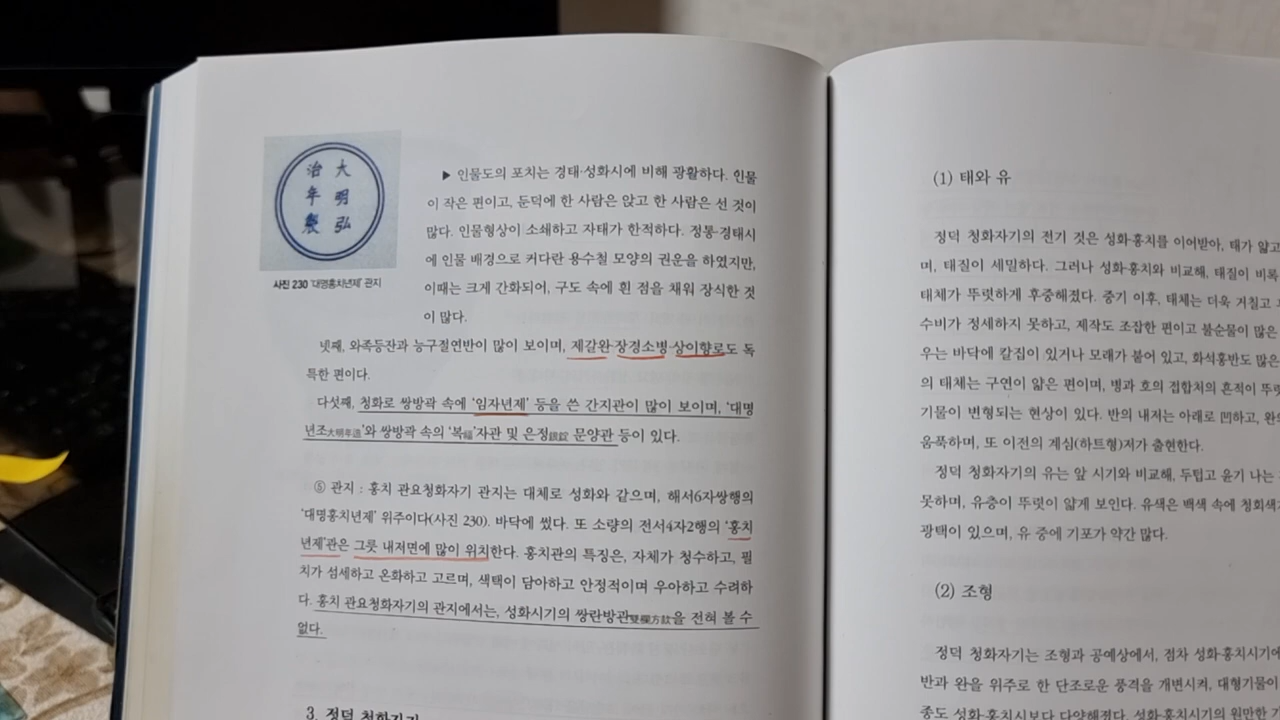 大明弘
治年製
사진 230 '대명홍치년제' 관지
▶ 인물도의 포치는 경태·성화시에 비해 광활하다. 인물
이 작은 편이고, 둔덕에 한 사람은 앉고 한 사람은 선 것이
많다. 인물형상이 소쇄하고 자태가 한적하다. 정통·경태시
에 인물 배경으로 커다란 용수철 모양의 권운을 하였지만,
이때는 크게 간화되어, 구도 속에 흰 점을 채워 장식한 것
이 많다.
넷째, 와족등잔과 능구절연반이 많이 보이며, 제갈완·장경소병·상이향로도 독
특한 편이다.
다섯째, 청화로 쌍방곽 속에 '임자년제' 등을 쓴 간지관이 많이 보이며, '대명
년조大明年造'와 쌍방곽 속의 '복福'자관 및 은정銀錠 문양관 등이 있다.
⑤ 관지 : 홍치 관요청화자기 관지는 대체로 성화와 같으며, 해서6자쌍행의
'대명홍치년제' 위주이다(사진 230). 바닥에 썼다. 또 소량의 전서4자2행의 '홍치
년제'관은 그릇 내저면에 많이 위치한다. 홍치관의 특징은, 자체가 청수하고, 필
치가 섬세하고 온화하고 고르며, 색택이 담아하고 안정적이며 우아하고 수려하
다. 홍치 관요청화자기의 관지에서는, 성화시기의 쌍란방관雙欄方款을 전혀 볼 수
없다.
3. 정덕 청화자기
(1) 태와 유
정덕 청화자기의 전기 것은 성화·홍치를 이어받아, 태가 얇고
며, 태질이 세밀하다. 그러나 성화·홍치와 비교해, 태질이 비록
태체가 뚜렷하게 후중해졌다. 중기 이후, 태체는 더욱 거칠고
수비가 정세하지 못하고, 제작도 조잡한 편이고 불순물이 많은
우는 바닥에 칼집이 있거나 모래가 붙어 있고, 화석홍반도 많은
의 태체는 구연이 얇은 편이며, 병과 호의 접합처의 흔적이 뚜렷
기물이 변형되는 현상이 있다. 반의 내저는 아래로 凹하고, 완의
움푹하며, 또 이전의 계심(하트형)저가 출현한다.
정덕 청화자기의 유는 앞 시기와 비교해, 두텁고 윤기 나는
못하며, 유층이 뚜렷이 얇게 보인다. 유색은 백색 속에 청회색
광택이 있으며, 유 중에 기포가 약간 많다.
(2) 조형
정덕 청화자기는 조형과 공예상에서, 점차 성화·홍치시기에
반과 완을 위주로 한 단조로운 풍격을 개변시켜, 대형기물이
종도 성화·홍치시보다 다양해졌다. 성화·홍치시기의 원만한